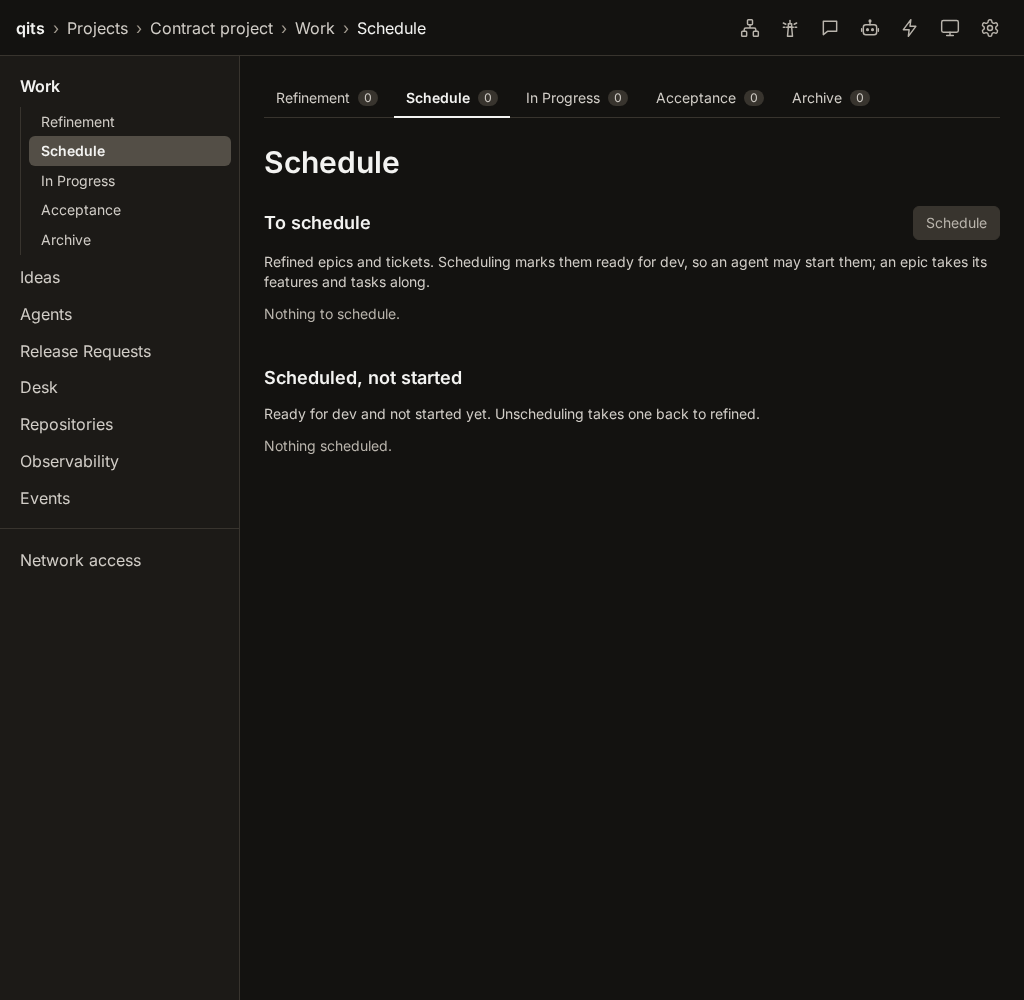 qits › Projects › Contract project › Work › Schedule
Work
Refinement
Schedule
In Progress
Acceptance
Archive
Ideas
Agents
Release Requests
Desk
Repositories
Observability
Events
Network access
Refinement 0 Schedule 0 In Progress 0 Acceptance 0 Archive 0
Schedule
To schedule
Schedule
Refined epics and tickets. Scheduling marks them ready for dev, so an agent may start them; an epic takes its
features and tasks along.
Nothing to schedule.
Scheduled, not started
Ready for dev and not started yet. Unscheduling takes one back to refined.
Nothing scheduled.